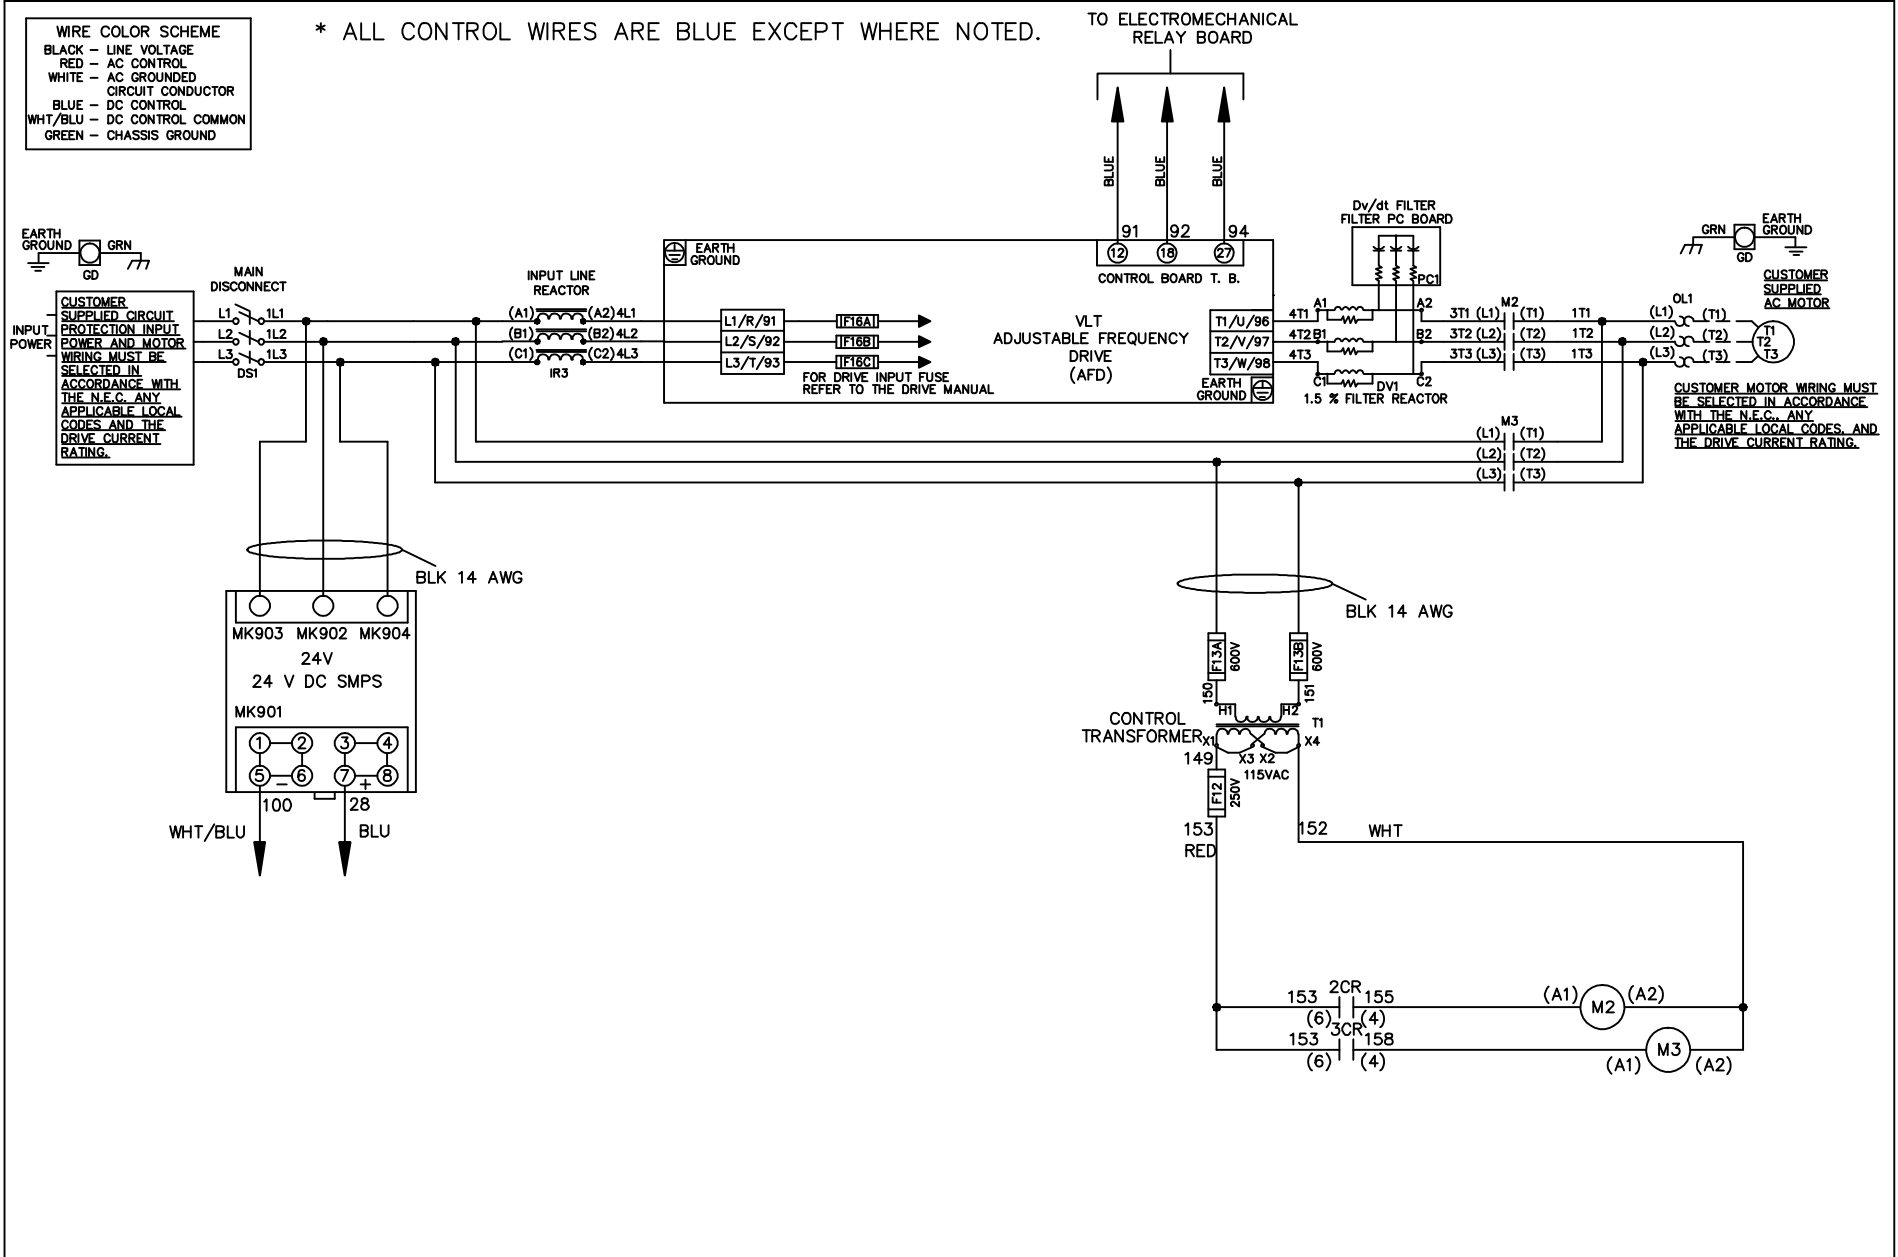 WIRE COLOR SCHEME
BLACK – LINE VOLTAGE
RED – AC CONTROL
WHITE – AC GROUNDED
CIRCUIT CONDUCTOR
BLUE – DC CONTROL
WHT/BLU – DC CONTROL COMMON
GREEN – CHASSIS GROUND
* ALL CONTROL WIRES ARE BLUE EXCEPT WHERE NOTED.
TO ELECTROMECHANICAL
RELAY BOARD
BLUE
BLUE
BLUE
91 92 94
12 18 27
CONTROL BOARD T. B.
EARTH
GROUND
GRN
GD
CUSTOMER
SUPPLIED CIRCUIT
PROTECTION INPUT
POWER AND MOTOR
WIRING MUST BE
SELECTED IN
ACCORDANCE WITH
THE N.E.C. ANY
APPLICABLE LOCAL
CODES AND THE
DRIVE CURRENT
RATING.
INPUT
POWER
MAIN
DISCONNECT
L1 1L1
L2 1L2
L3 1L3
DS1
INPUT LINE
REACTOR
(A1) (A2) 4L1
(B1) (B2) 4L2
(C1) (C2) 4L3
IR3
EARTH
GROUND
L1/R/91
L2/S/92
L3/T/93
F16A
F16B
F16C
FOR DRIVE INPUT FUSE
REFER TO THE DRIVE MANUAL
VLT
ADJUSTABLE FREQUENCY
DRIVE
(AFD)
T1/U/96
T2/V/97
T3/W/98
EARTH
GROUND
Dv/dt FILTER
FILTER PC BOARD
PC1
4T1 A1 A2 3T1 (L1) M2 (T1) 1T1
4T2 B1 B2 3T2 (L2) (T2) 1T2
4T3 C1 C2 3T3 (L3) (T3) 1T3
DV1
1.5 % FILTER REACTOR
GRN
GD
EARTH
GROUND
CUSTOMER
SUPPLIED
AC MOTOR
OL1
(L1) (T1)
(L2) (T2)
(L3) (T3)
T1
T2
T3
CUSTOMER MOTOR WIRING MUST
BE SELECTED IN ACCORDANCE
WITH THE N.E.C., ANY
APPLICABLE LOCAL CODES, AND
THE DRIVE CURRENT RATING.
M3
(L1) (T1)
(L2) (T2)
(L3) (T3)
BLK 14 AWG
MK903 MK902 MK904
24V
24 V DC SMPS
MK901
1 2 3 4
5 – 6 7 + 8
100 28
WHT/BLU BLU
BLK 14 AWG
F13A
600V
F13B
600V
150 151
H1 H2
CONTROL
TRANSFORMER
T1
X1 X3 X2 X4
149
115VAC
F12
250V
153
RED
152 WHT
153 2CR 155 (A1) M2 (A2)
(6) (4)
153 3CR 158 M3
(6) (4) (A1) (A2)